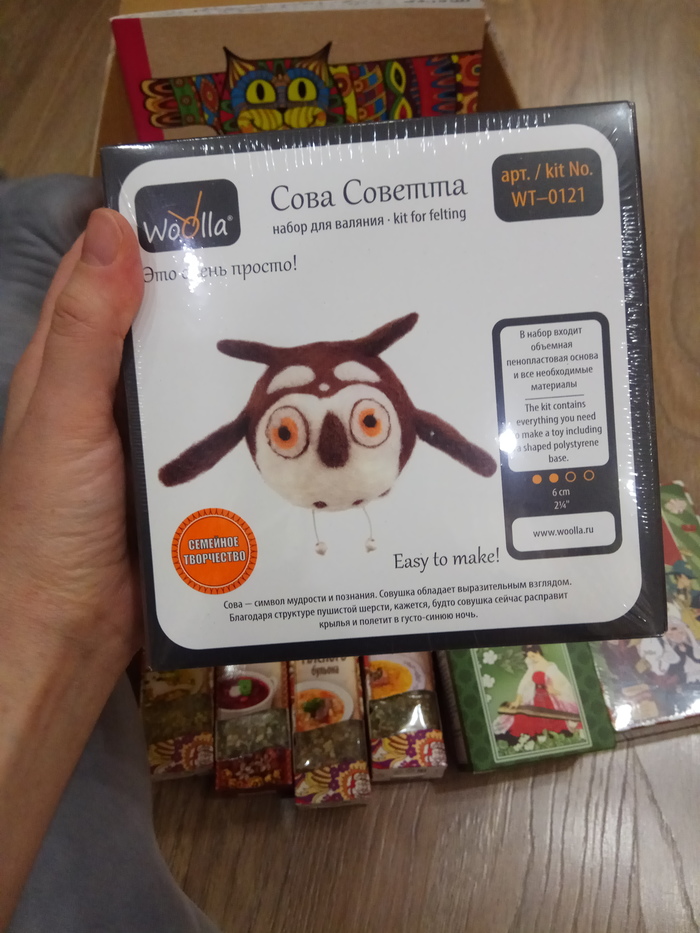 Woolla®
Сова Советта
набор для валяния · kit for felting
арт. / kit No.
WT–0121
Это очень просто!
В набор входит
объемная
пенопластовая основа
и все необходимые
материалы
The kit contains
everything you need
to make a toy including
a shaped polystyrene
base.
6 cm
2¼"
www.woolla.ru
СЕМЕЙНОЕ
ТВОРЧЕСТВО
Easy to make!
Сова — символ мудрости и познания. Совушка обладает выразительным взглядом.
Благодаря структуре пушистой шерсти, кажется, будто совушка сейчас расправит
крылья и полетит в густо-синюю ночь.
бульона